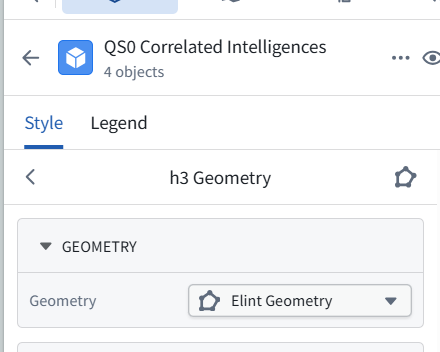 QS0 Correlated Intelligences
4 objects
Style
Legend
h3 Geometry
GEOMETRY
Geometry
Elint Geometry